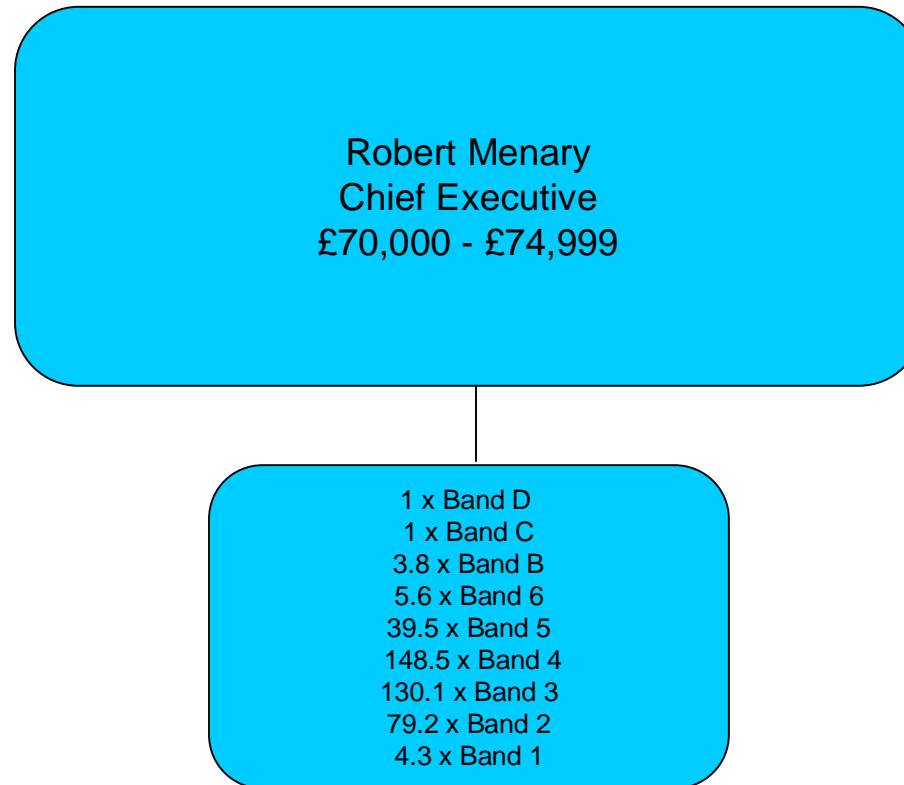 Robert Menary
Chief Executive
£70,000 - £74,999
1 x Band D
1 x Band C
3.8 x Band B
5.6 x Band 6
39.5 x Band 5
148.5 x Band 4
130.1 x Band 3
79.2 x Band 2
4.3 x Band 1